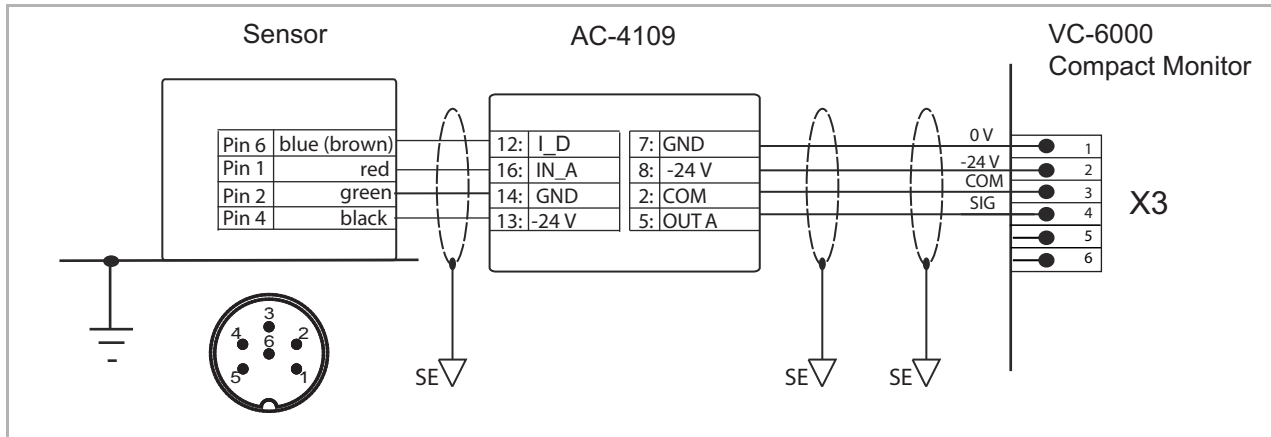 Sensor
AC-4109
VC-6000
Compact Monitor
Pin 6 blue (brown)
Pin 1 red
Pin 2 green
Pin 4 black
12: I_D
16: IN_A
14: GND
13: -24 V
7: GND
8: -24 V
2: COM
5: OUT A
0 V
-24 V
COM
SIG
1
2
3
4
5
6
X3
3
4
2
6
5
1
SE
SE
SE